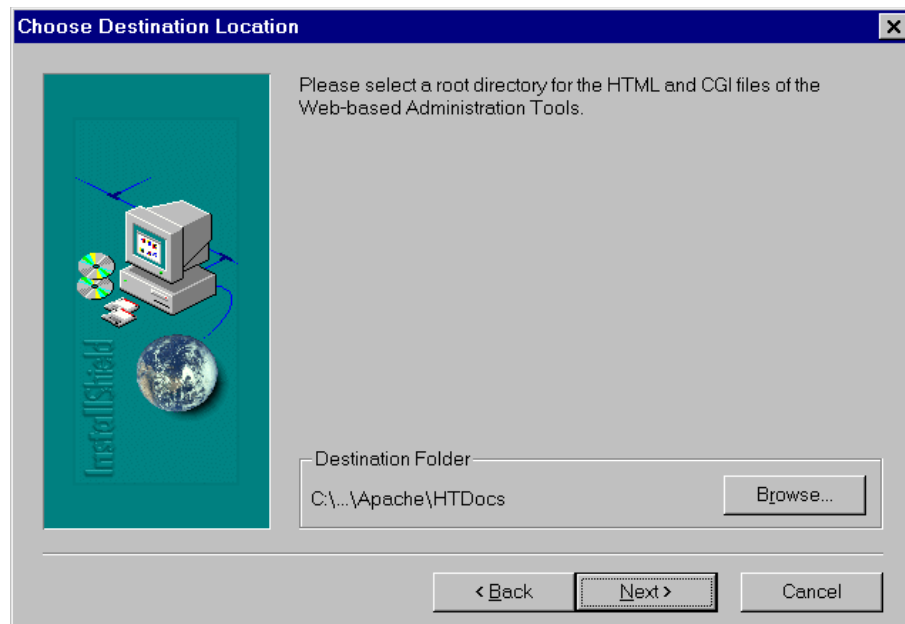 Choose Destination Location
Please select a root directory for the HTML and CGI files of the
Web-based Administration Tools.
InstallShield
Destination Folder
C:\...\Apache\HTDocs
Browse...
< Back
Next >
Cancel